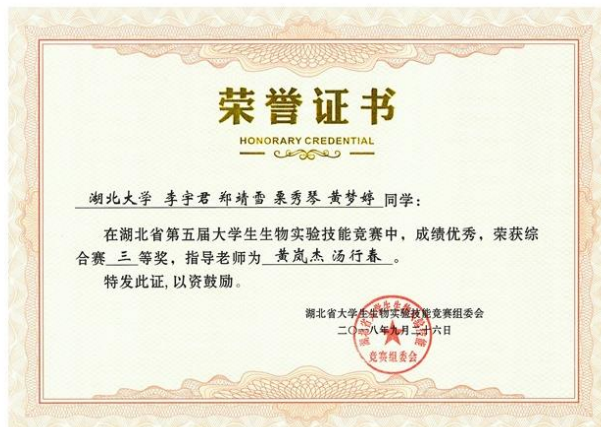 荣誉证书
HONORARY CREDENTIAL
湖北大学 李宇君 郑靖雪 栗秀琴 黄梦婷 同学：
在湖北省第五届大学生生物实验技能竞赛中，成绩优秀，荣获综
合赛 三 等奖，指导老师为 黄岚杰 汤行春 。
特发此证，以资鼓励。
湖北省大学生生物实验技能竞赛组委会
二〇一八年九月二十六日
竞赛组委会